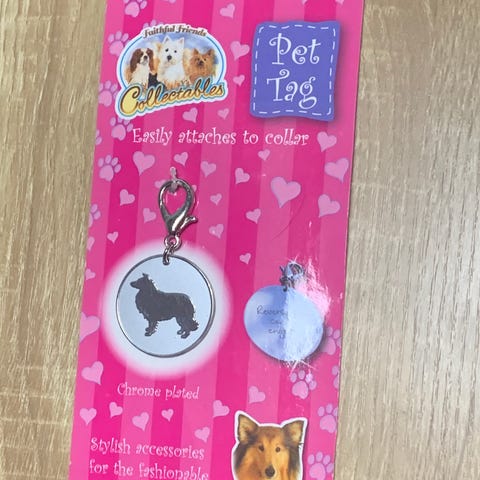 Faithful Friends
Collectables
Pet
Tag
Easily attaches to collar
Chrome plated
Stylish accessories
for the fashionable